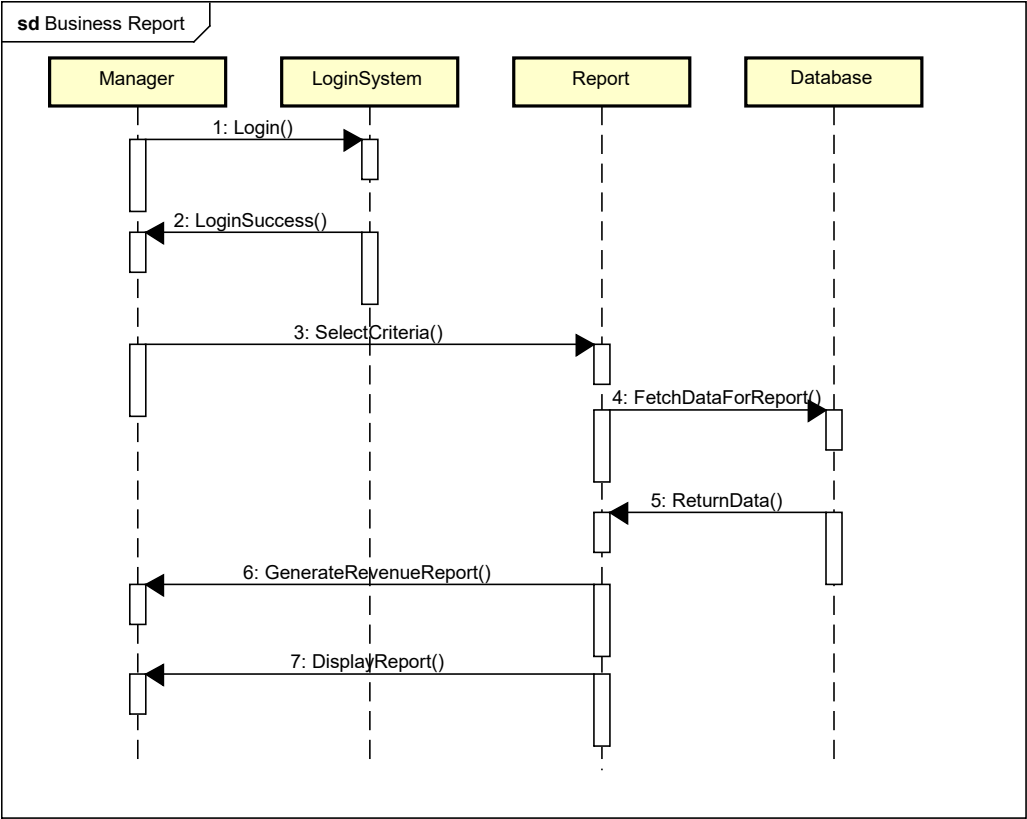 sd Business Report
Manager
LoginSystem
Report
Database
1: Login()
2: LoginSuccess()
3: SelectCriteria()
4: FetchDataForReport()
5: ReturnData()
6: GenerateRevenueReport()
7: DisplayReport()